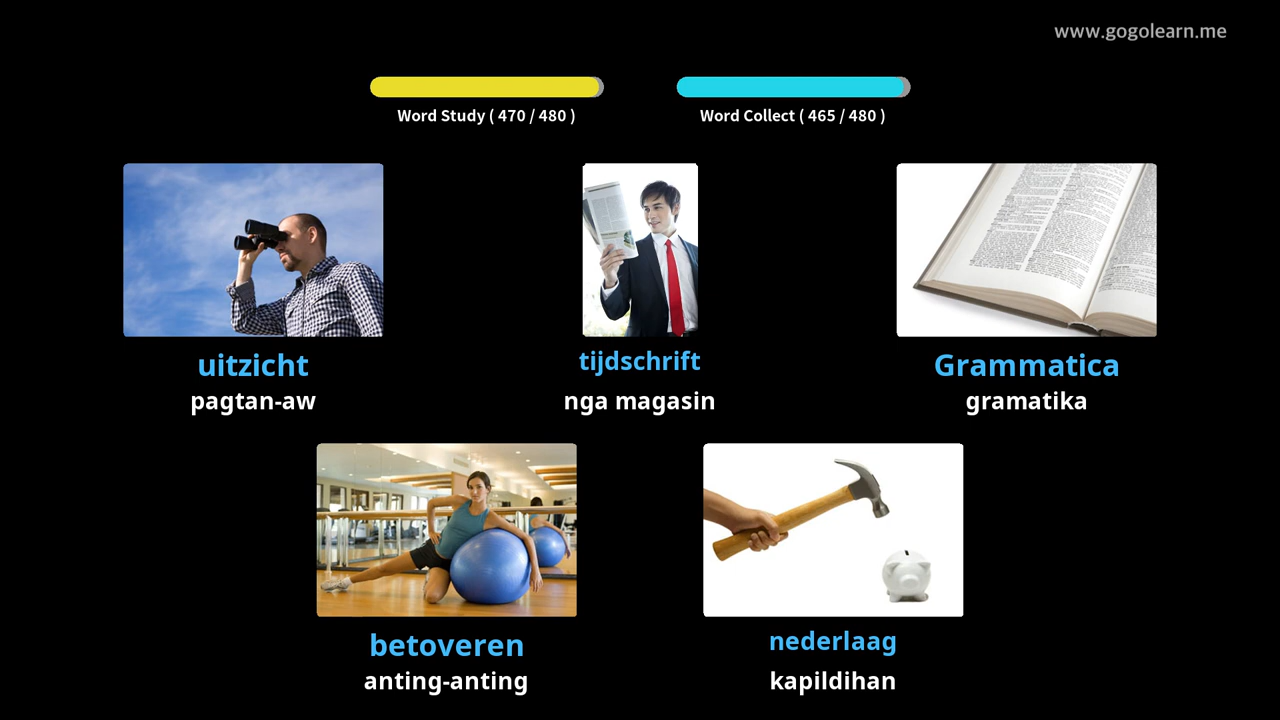 www.gogolearn.me
Word Study ( 470 / 480 )
Word Collect ( 465 / 480 )
uitzicht
pagtan-aw
tijdschrift
nga magasin
Grammatica
gramatika
betoveren
anting-anting
nederlaag
kapildihan